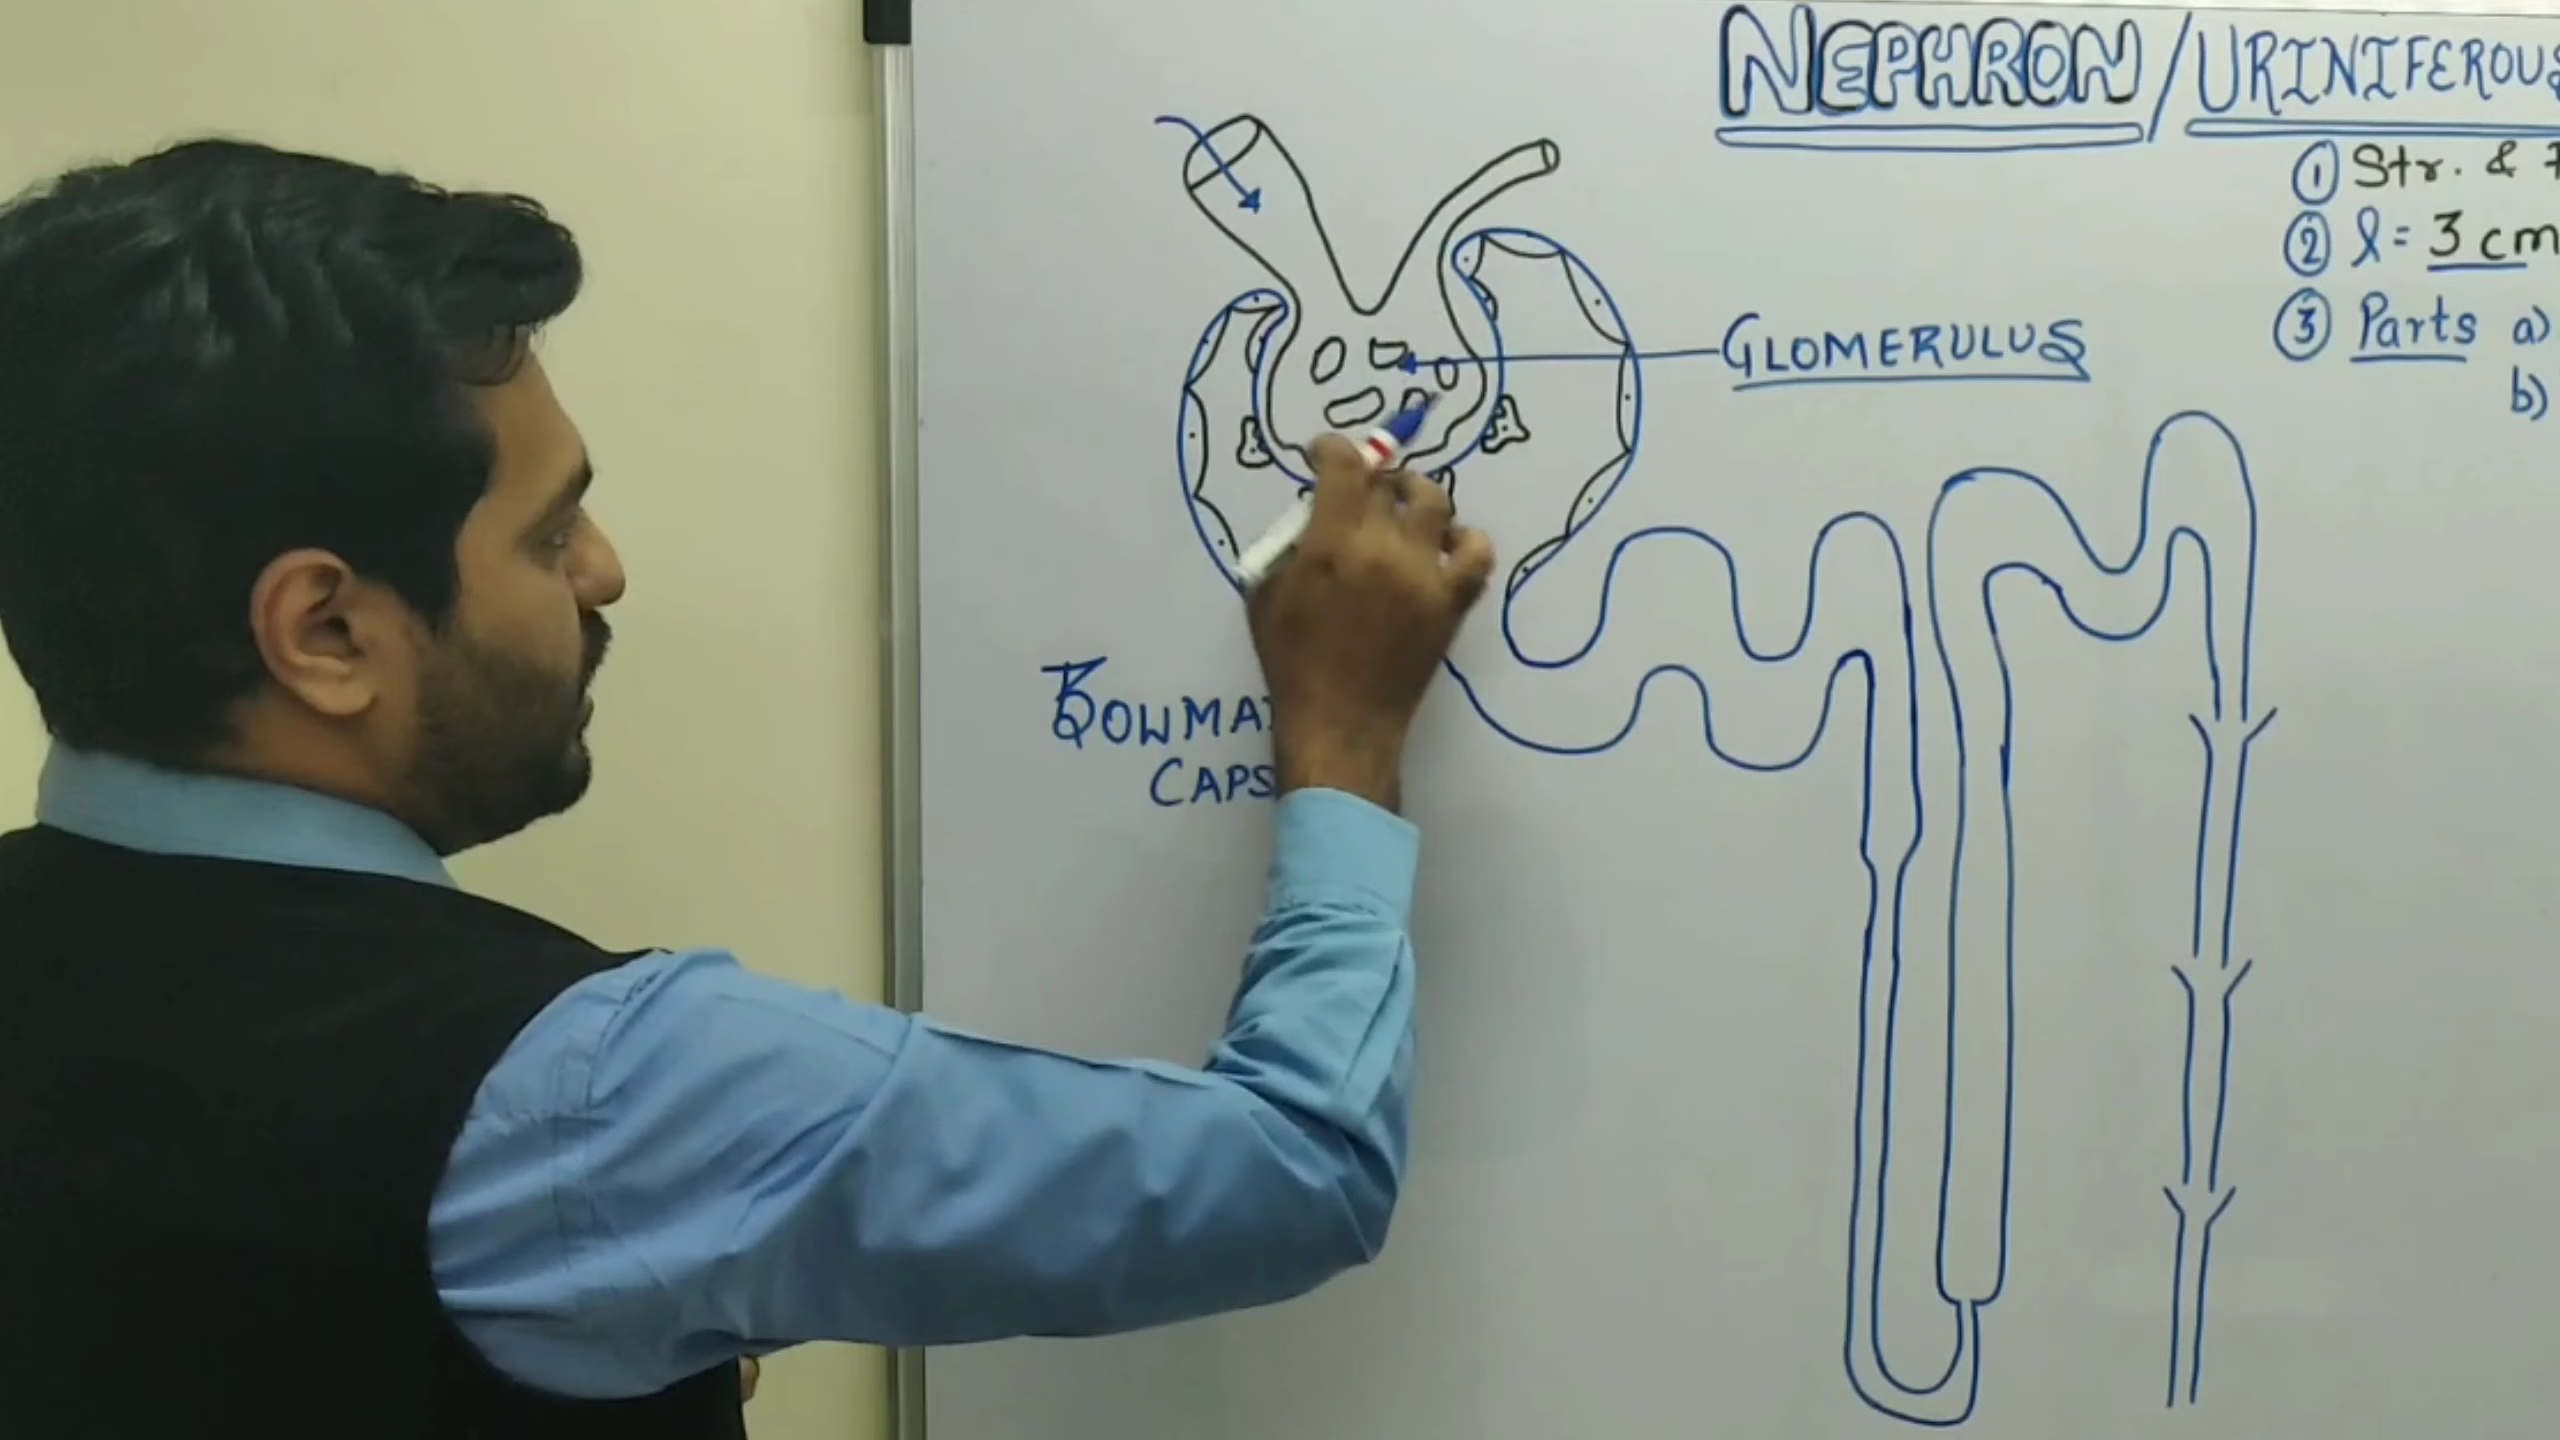 NEPHRON / URINIFEROUS
① Str. &
② l = 3 cm
③ Parts a)
b)
GLOMERULUS
BOWMA
CAPS